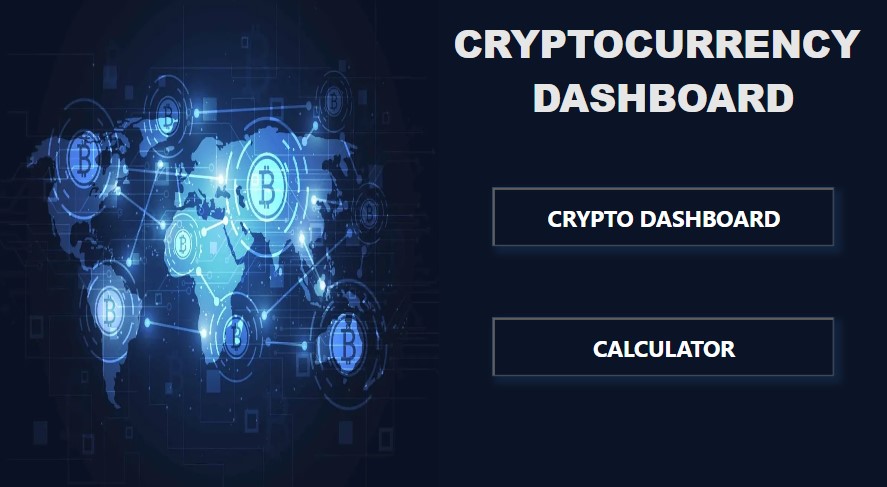 CRYPTOCURRENCY
DASHBOARD
CRYPTO DASHBOARD
CALCULATOR